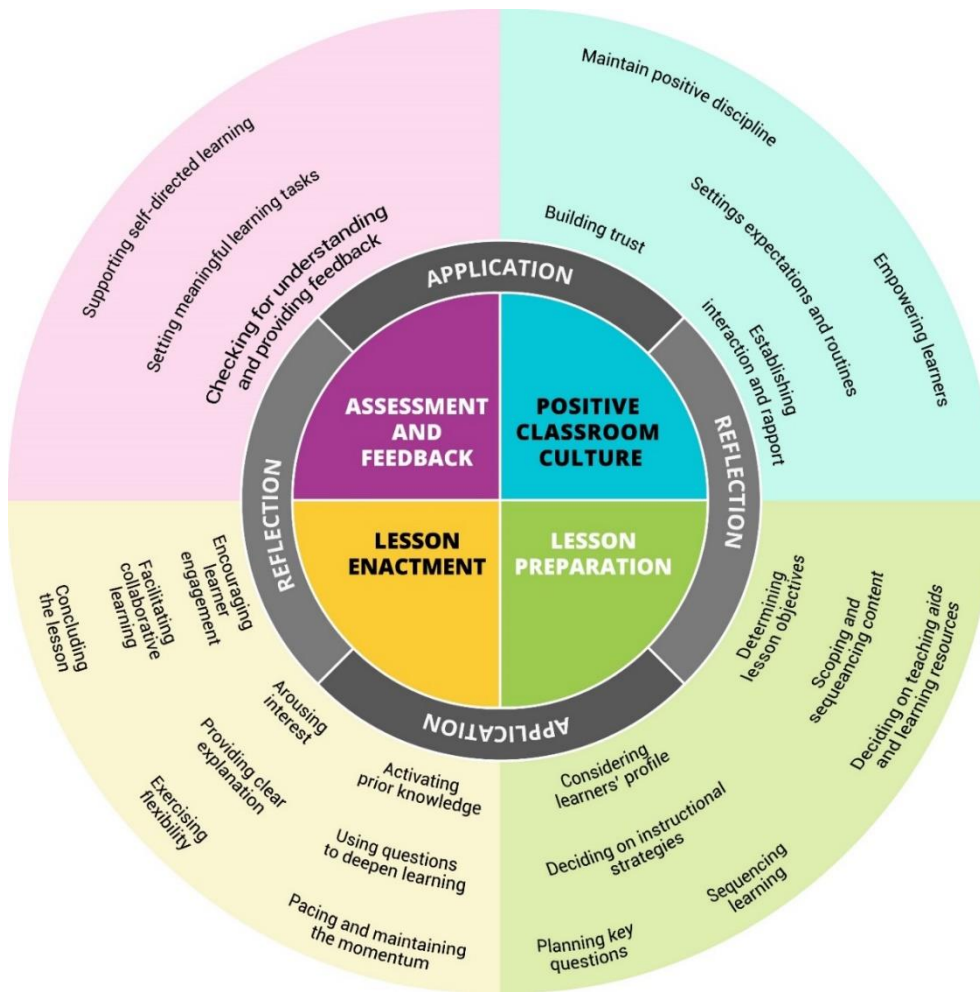 Supporting self-directed learning
Setting meaningful learning tasks
Checking for understanding
and providing feedback
Maintain positive discipline
Building trust
Settings expectations and routines
Empowering learners
Establishing
interaction and rapport
APPLICATION
REFLECTION
REFLECTION
APPLICATION
ASSESSMENT
AND
FEEDBACK
POSITIVE
CLASSROOM
CULTURE
LESSON
ENACTMENT
LESSON
PREPARATION
Encouraging
learner
engagement
Facilitating
collaborative
learning
Concluding
the lesson
Arousing
interest
Providing clear
explanation
Exercising
flexibility
Activating
prior knowledge
Using questions
to deepen learning
Pacing and maintaining
the momentum
Determining
lesson objectives
Scoping and
sequencing content
Deciding on teaching aids
and learning resources
Considering
learners' profile
Deciding on instructional
strategies
Sequencing
learning
Planning key
questions